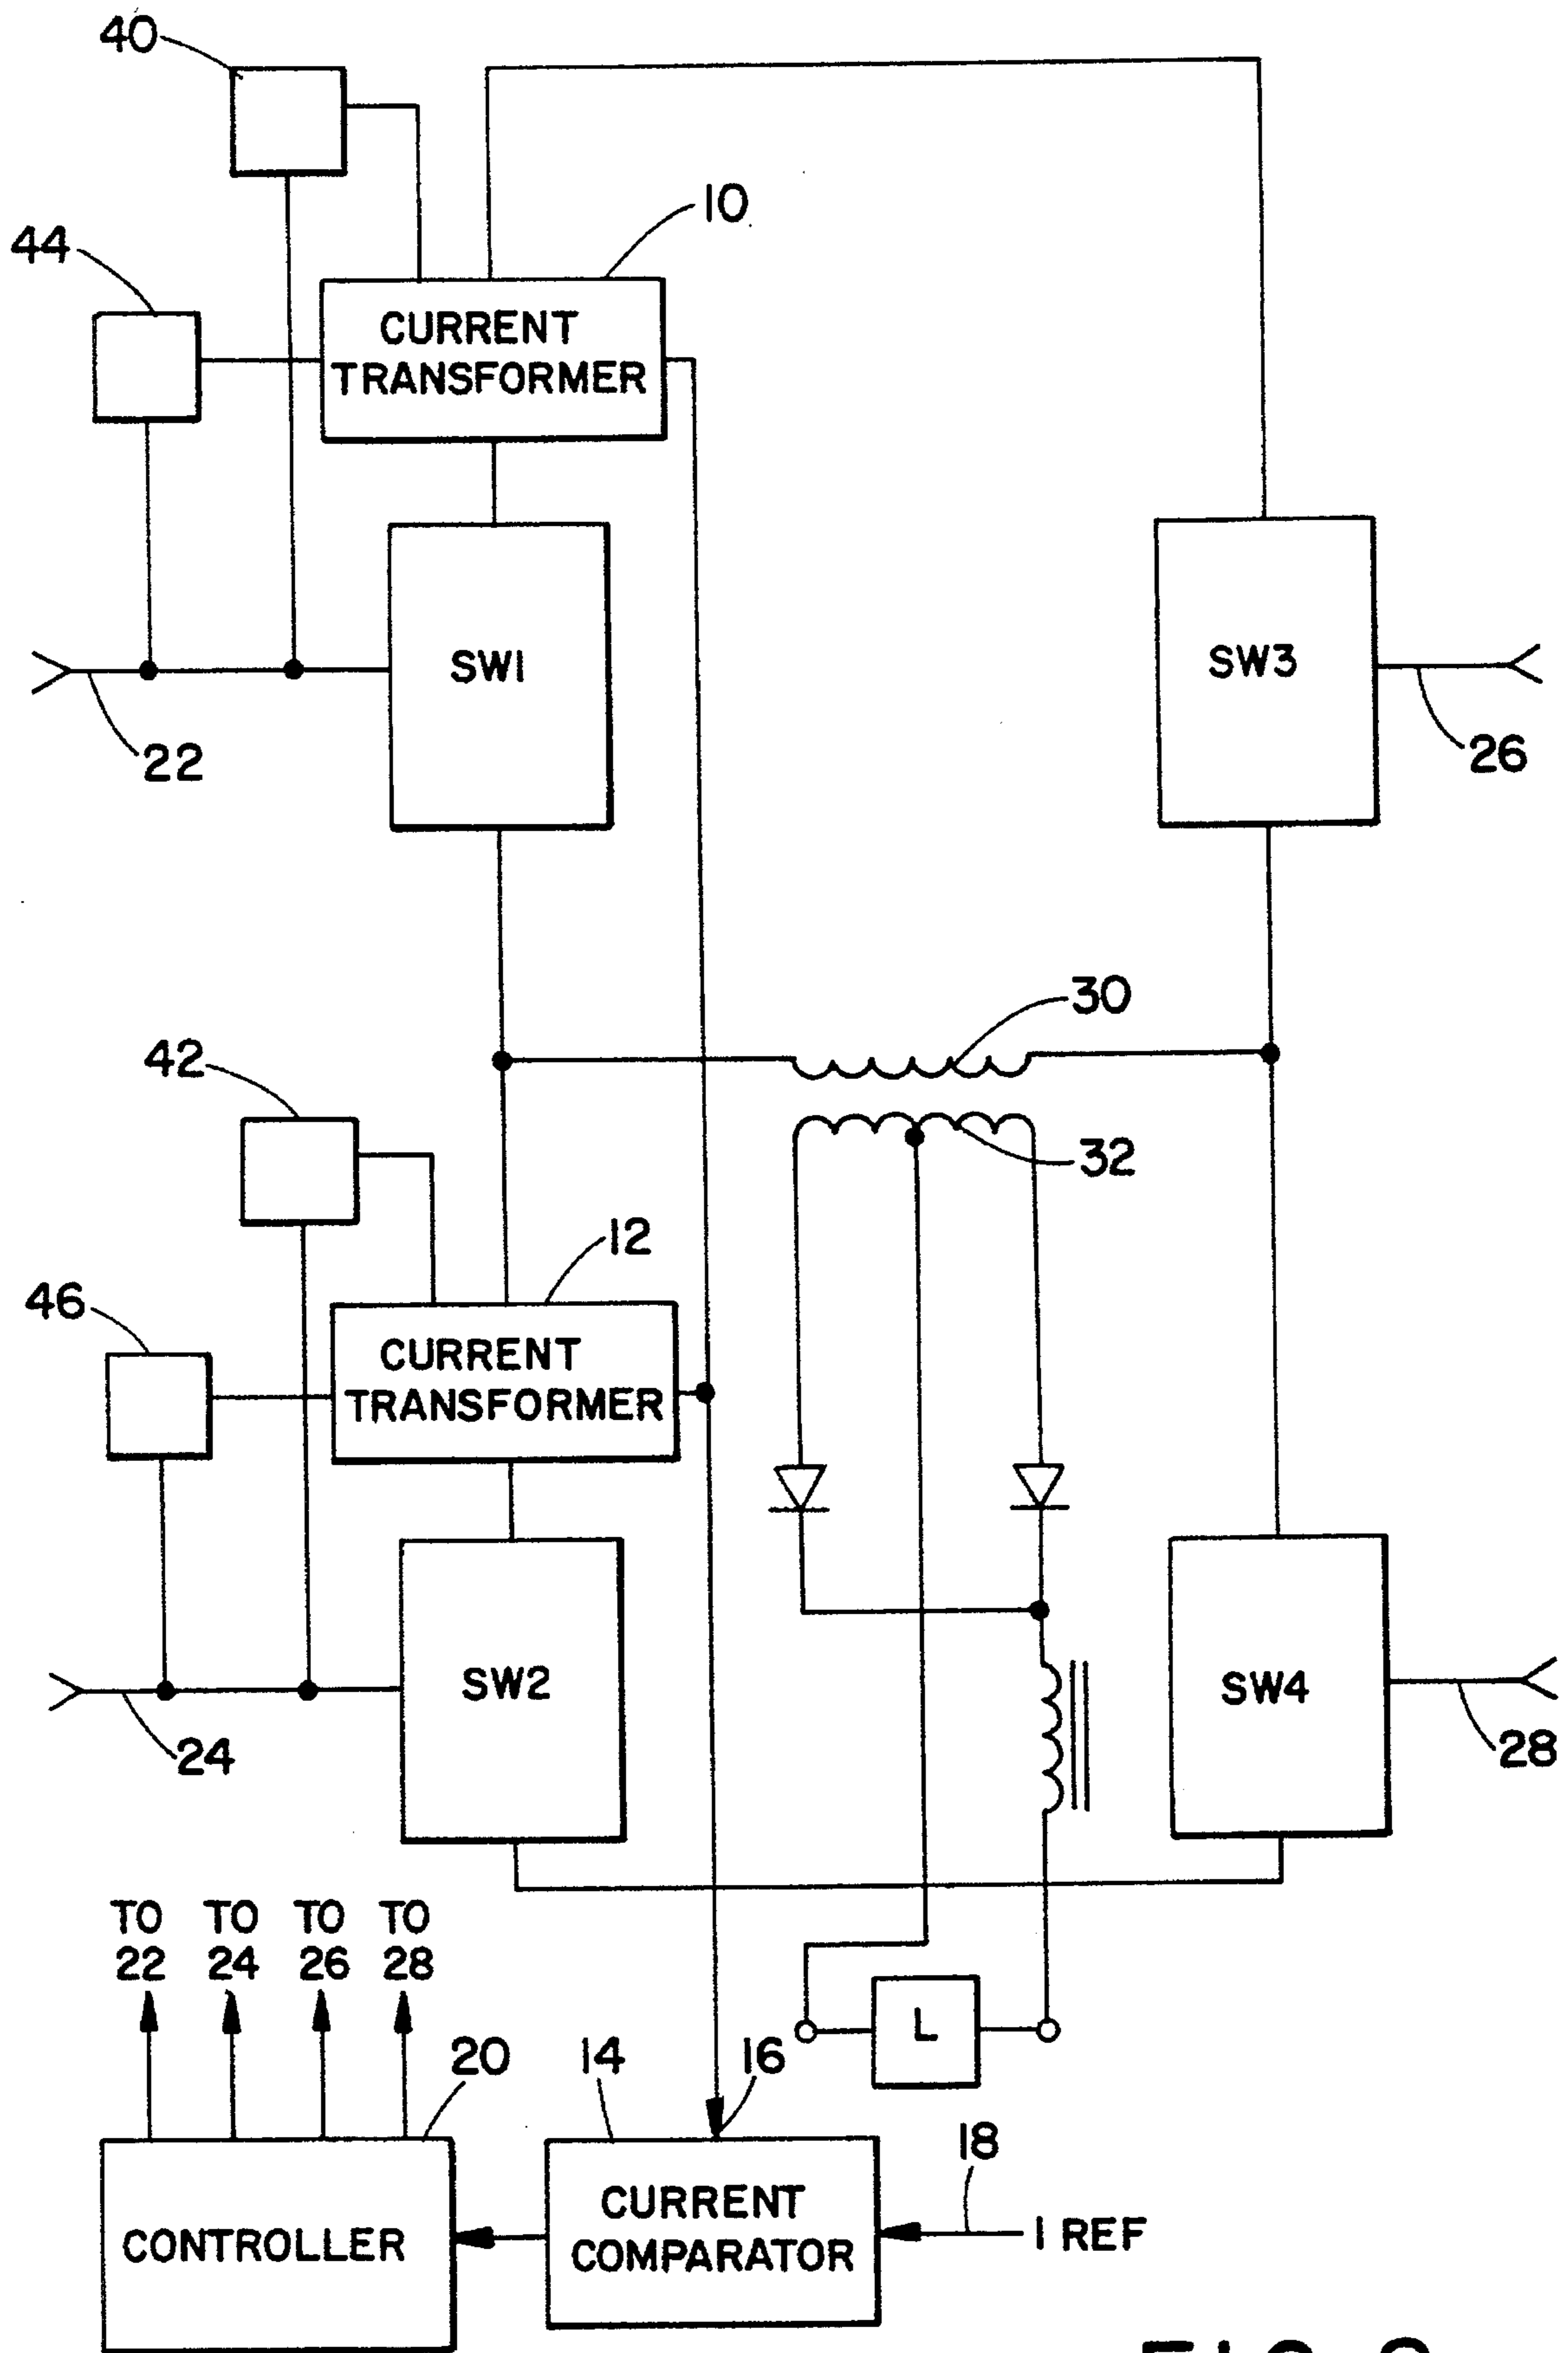 40
10
44
CURRENT
TRANSFORMER
SW1
SW3
22
26
30
42
32
12
46
CURRENT
TRANSFORMER
SW2
SW4
24
28
TO
22
TO
24
TO
26
TO
28
20
14
16
L
18
CONTROLLER
CURRENT
COMPARATOR
I REF